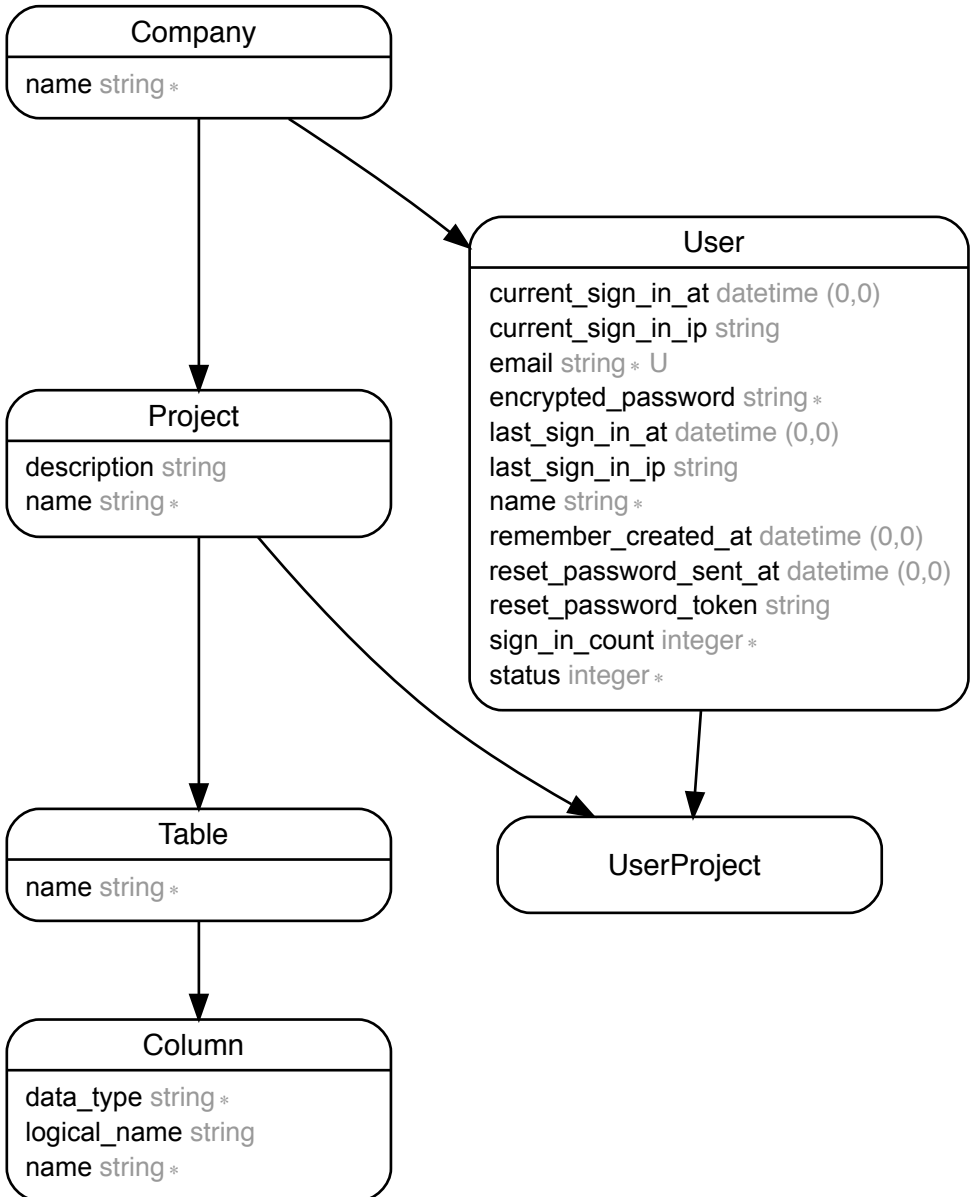 Company
name string *
User
current_sign_in_at datetime (0,0)
current_sign_in_ip string
email string * U
encrypted_password string *
last_sign_in_at datetime (0,0)
last_sign_in_ip string
name string *
remember_created_at datetime (0,0)
reset_password_sent_at datetime (0,0)
reset_password_token string
sign_in_count integer *
status integer *
Project
description string
name string *
Table
name string *
UserProject
Column
data_type string *
logical_name string
name string *